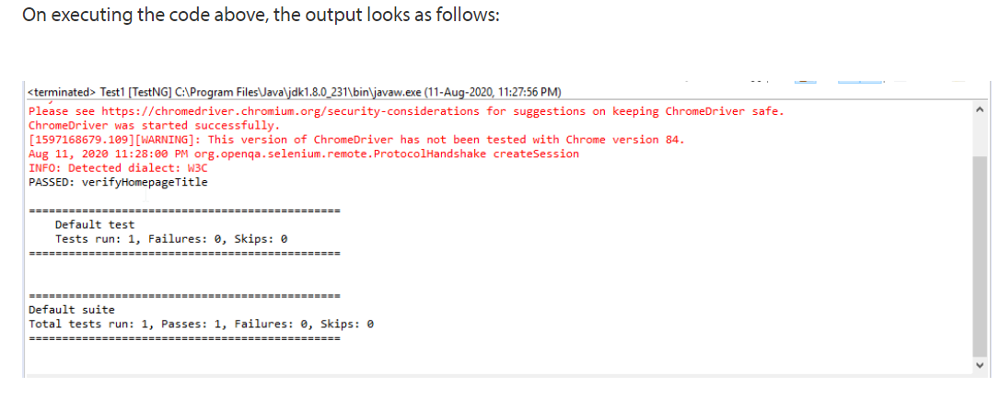 On executing the code above, the output looks as follows:
<terminated> Test1 [TestNG] C:\Program Files\Java\jdk1.8.0_231\bin\javaw.exe (11-Aug-2020, 11:27:56 PM)
Please see https://chromedriver.chromium.org/security-considerations for suggestions on keeping ChromeDriver safe.
ChromeDriver was started successfully.
[1597168679.109][WARNING]: This version of ChromeDriver has not been tested with Chrome version 84.
Aug 11, 2020 11:28:00 PM org.openqa.selenium.remote.ProtocolHandshake createSession
INFO: Detected dialect: W3C
PASSED: verifyHomepageTitle
===============================================
Default test
Tests run: 1, Failures: 0, Skips: 0
===============================================
===============================================
Default suite
Total tests run: 1, Passes: 1, Failures: 0, Skips: 0
===============================================